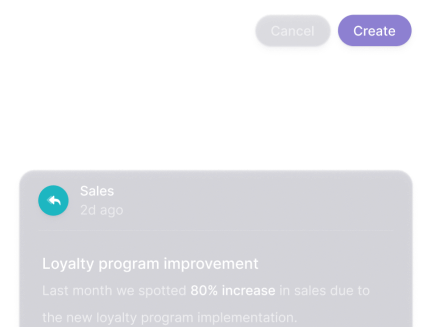 Cancel
Create
Sales
2d ago
Loyalty program improvement
Last month we spotted 80% increase in sales due to
the new loyalty program implementation.